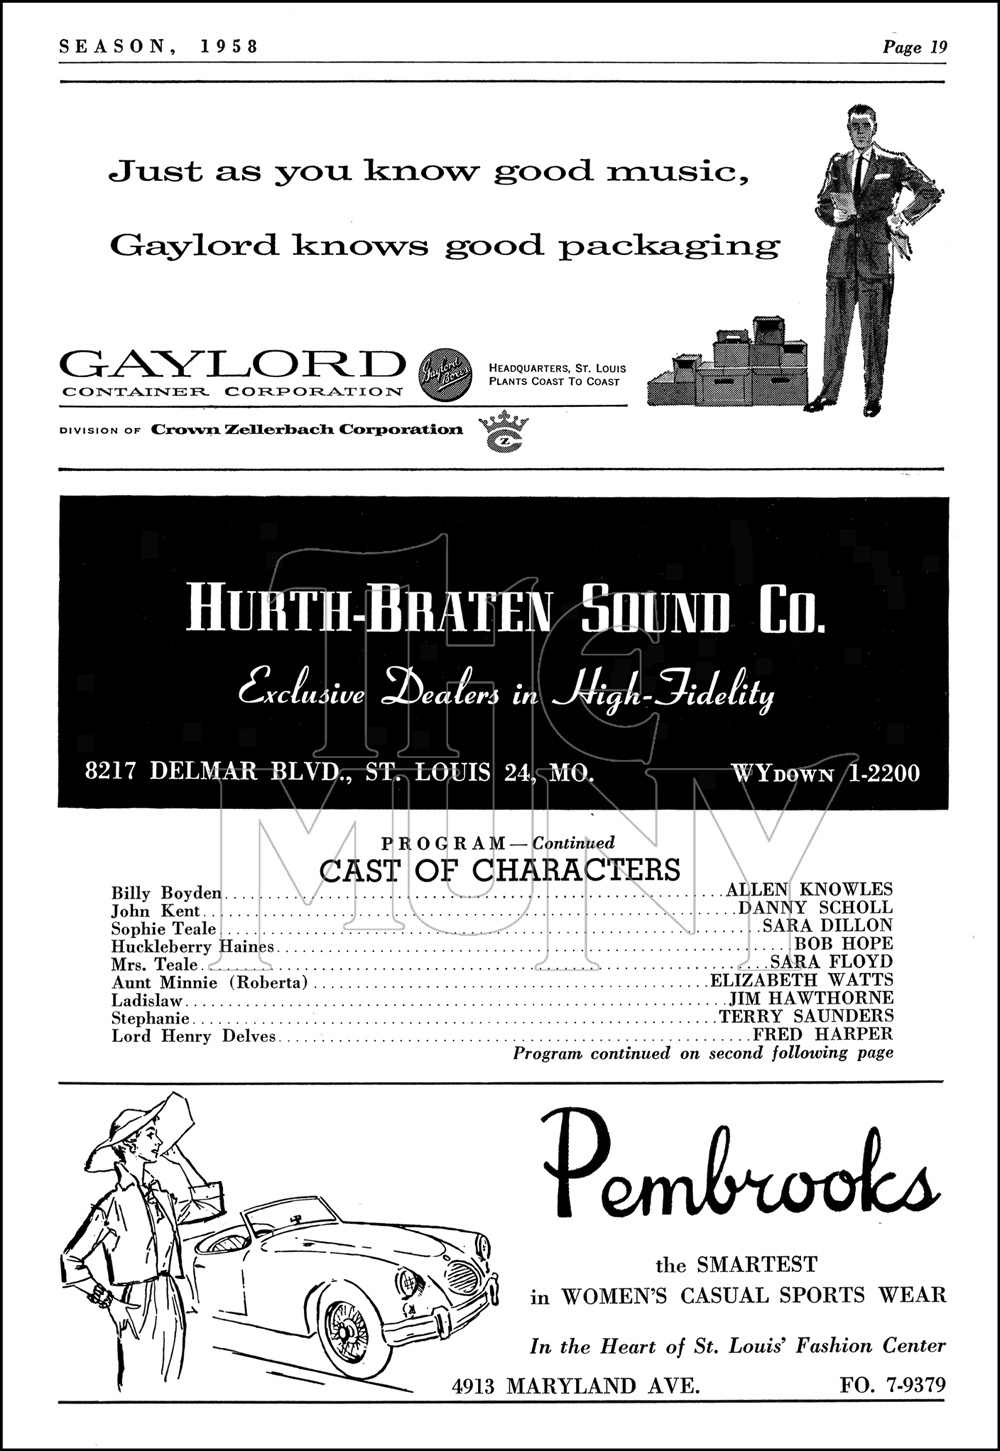 SEASON, 1958 Page 19
Just as you know good music,
Gaylord knows good packaging
GAYLORD
CONTAINER CORPORATION
Gaylord Boxes
HEADQUARTERS, ST. LOUIS
PLANTS COAST TO COAST
DIVISION OF Crown Zellerbach Corporation
CZ
HURTH-BRATEN SOUND CO.
Exclusive Dealers in High-Fidelity
8217 DELMAR BLVD., ST. LOUIS 24, MO. WYDOWN 1-2200
THE
MUNY
PROGRAM—Continued
CAST OF CHARACTERS
Billy Boyden........ALLEN KNOWLES
John Kent........DANNY SCHOLL
Sophie Teale........SARA DILLON
Huckleberry Haines........BOB HOPE
Mrs. Teale........SARA FLOYD
Aunt Minnie (Roberta)........ELIZABETH WATTS
Ladislaw........JIM HAWTHORNE
Stephanie........TERRY SAUNDERS
Lord Henry Delves........FRED HARPER
Program continued on second following page
Pembrooks
the SMARTEST
in WOMEN'S CASUAL SPORTS WEAR
In the Heart of St. Louis' Fashion Center
4913 MARYLAND AVE. FO. 7-9379